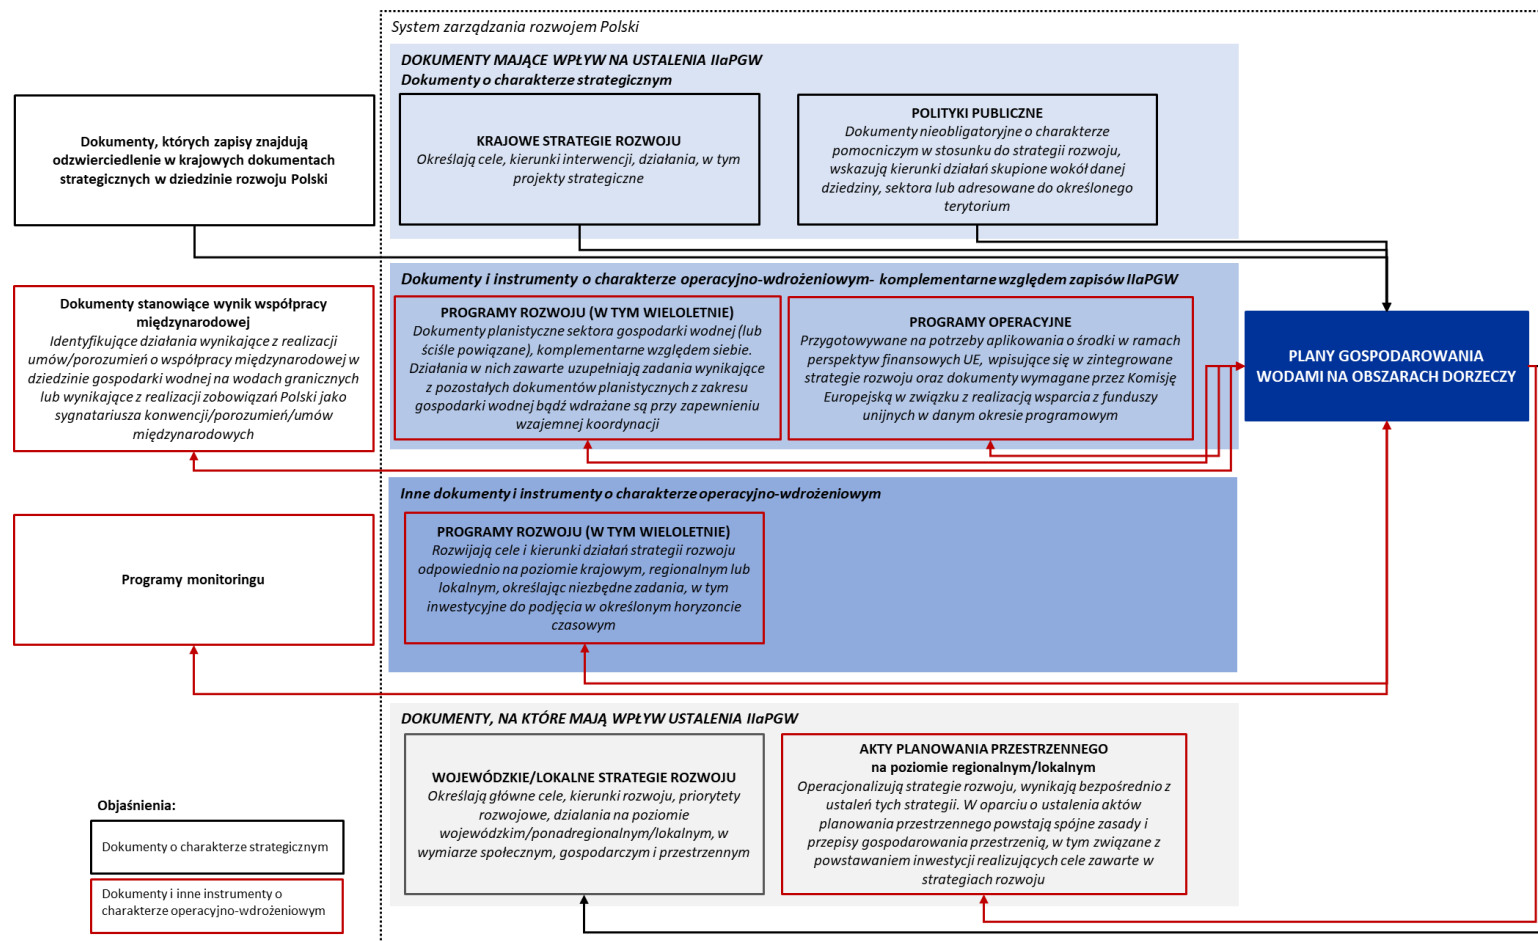 System zarządzania rozwojem Polski
DOKUMENTY MAJĄCE WPŁYW NA USTALENIA IIaPGW
Dokumenty o charakterze strategicznym
Dokumenty, których zapisy znajdują
odzwierciedlenie w krajowych dokumentach
strategicznych w dziedzinie rozwoju Polski
KRAJOWE STRATEGIE ROZWOJU
Określają cele, kierunki interwencji, działania, w tym
projekty strategiczne
POLITYKI PUBLICZNE
Dokumenty nieobligatoryjne o charakterze
pomocniczym w stosunku do strategii rozwoju,
wskazują kierunki działań skupione wokół danej
dziedziny, sektora lub adresowane do określonego
terytorium
Dokumenty i instrumenty o charakterze operacyjno-wdrożeniowym- komplementarne względem zapisów IIaPGW
Dokumenty stanowiące wynik współpracy
międzynarodowej
Identyfikujące działania wynikające z realizacji
umów/porozumień o współpracy międzynarodowej w
dziedzinie gospodarki wodnej na wodach granicznych
lub wynikające z realizacji zobowiązań Polski jako
sygnatariusza konwencji/porozumień/umów
międzynarodowych
PROGRAMY ROZWOJU (W TYM WIELOLETNIE)
Dokumenty planistyczne sektora gospodarki wodnej (lub
ściśle powiązane), komplementarne względem siebie.
Działania w nich zawarte uzupełniają zadania wynikające
z pozostałych dokumentów planistycznych z zakresu
gospodarki wodnej bądź wdrażane są przy zapewnieniu
wzajemnej koordynacji
PROGRAMY OPERACYJNE
Przygotowywane na potrzeby aplikowania o środki w ramach
perspektyw finansowych UE, wpisujące się w zintegrowane
strategie rozwoju oraz dokumenty wymagane przez Komisję
Europejską w związku z realizacją wsparcia z funduszy
unijnych w danym okresie programowym
PLANY GOSPODAROWANIA
WODAMI NA OBSZARACH DORZECZY
Inne dokumenty i instrumenty o charakterze operacyjno-wdrożeniowym
Programy monitoringu
PROGRAMY ROZWOJU (W TYM WIELOLETNIE)
Rozwijają cele i kierunki działań strategii rozwoju
odpowiednio na poziomie krajowym, regionalnym lub
lokalnym, określając niezbędne zadania, w tym
inwestycyjne do podjęcia w określonym horyzoncie
czasowym
DOKUMENTY, NA KTÓRE MAJĄ WPŁYW USTALENIA IIaPGW
WOJEWÓDZKIE/LOKALNE STRATEGIE ROZWOJU
Określają główne cele, kierunki rozwoju, priorytety
rozwojowe, dzialania na poziomie
wojewódzkim/ponadregionalnym/lokalnym, w
wymiarze społecznym, gospodarczym i przestrzennym
AKTY PLANOWANIA PRZESTRZENNEGO
na poziomie regionalnym/lokalnym
Operacjonalizują strategie rozwoju, wynikają bezpośrednio z
ustaleń tych strategii. W oparciu o ustalenia aktów
planowania przestrzennego powstają spójne zasady i
przepisy gospodarowania przestrzenią, w tym związane z
powstawaniem inwestycji realizujących cele zawarte w
strategiach rozwoju
Objaśnienia:
Dokumenty o charakterze strategicznym
Dokumenty i inne instrumenty o
charakterze operacyjno-wdrożeniowym